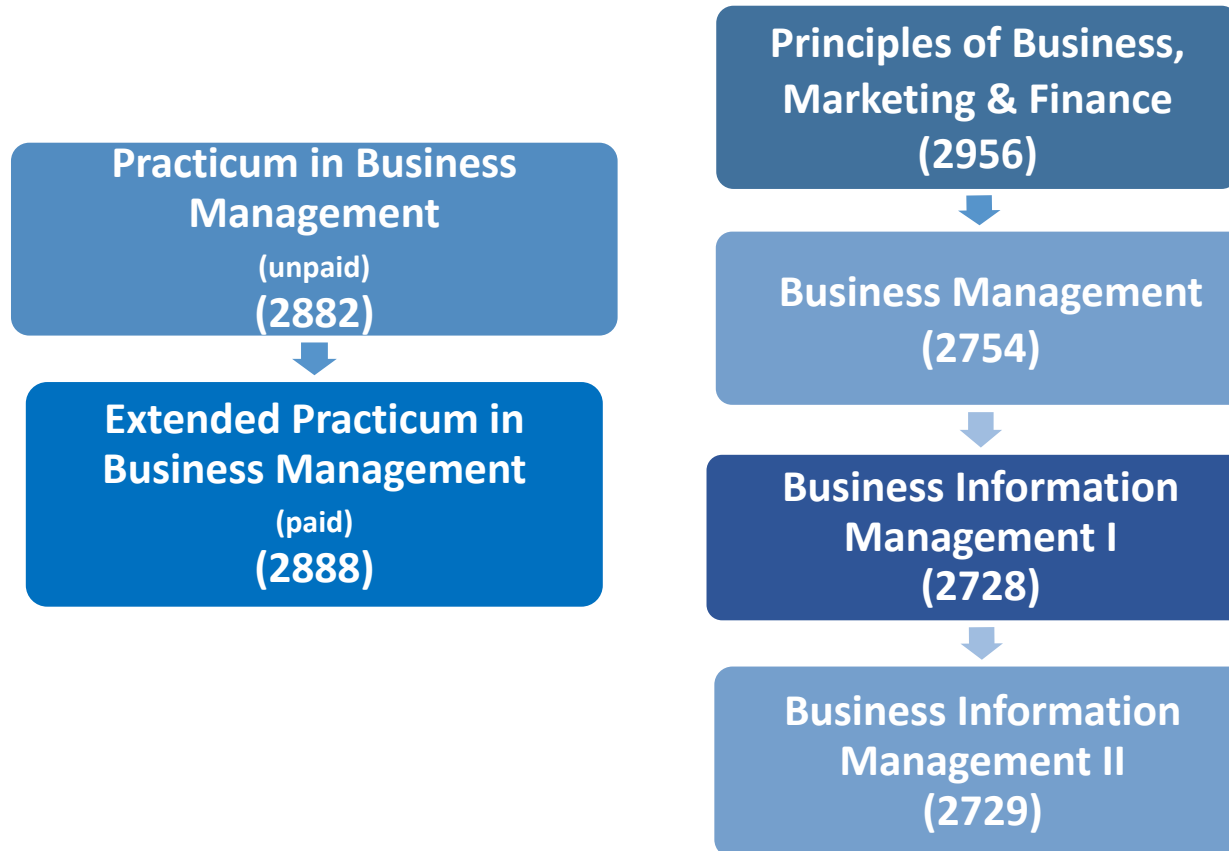 Practicum in Business
Management
(unpaid)
(2882)
Extended Practicum in
Business Management
(paid)
(2888)
Principles of Business,
Marketing & Finance
(2956)
Business Management
(2754)
Business Information
Management I
(2728)
Business Information
Management II
(2729)